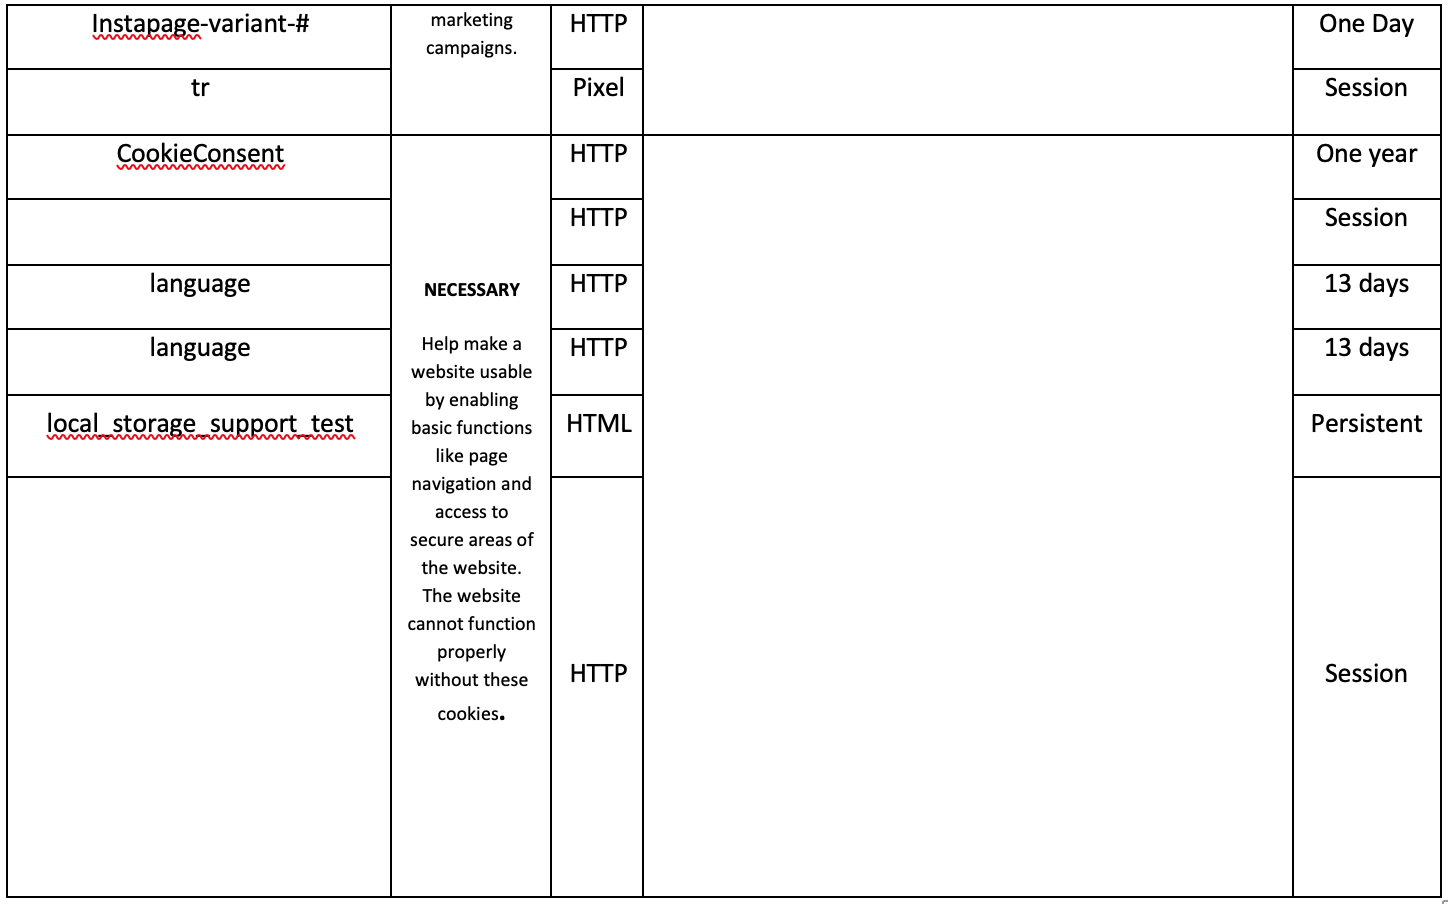 Instapage-variant-#
marketing
campaigns.
HTTP
One Day
tr
Pixel
Session
CookieConsent
HTTP
One year
HTTP
Session
language
HTTP
13 days
language
HTTP
13 days
local_storage_support_test
HTML
Persistent
NECESSARY
Help make a
website usable
by enabling
basic functions
like page
navigation and
access to
secure areas of
the website.
The website
cannot function
properly
without these
cookies.
HTTP
Session